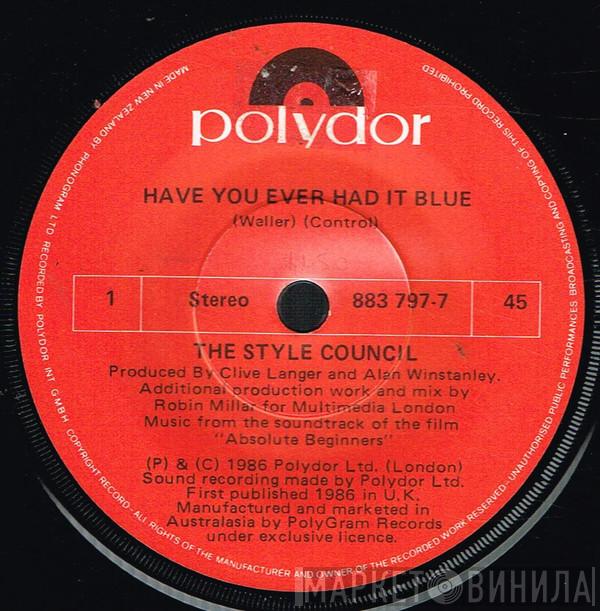 polydor
HAVE YOU EVER HAD IT BLUE
(Weller) (Control)
1 Stereo 883 797-7 45
THE STYLE COUNCIL
Produced By Clive Langer and Alan Winstanley.
Additional production work and mix by
Robin Millar for Multimedia London
Music from the soundtrack of the film
"Absolute Beginners"
(P) & (C) 1986 Polydor Ltd. (London)
Sound recording made by Polydor Ltd.
First published 1986 in U.K.
Manufactured and marketed in
Australasia by PolyGram Records
under exclusive licence.
MADE IN NEW ZEALAND BY PHONOGRAM LTD RECORDED BY POLYDOR INT GMBH
COPYRIGHT RECORD - ALL RIGHTS OF THE MANUFACTURER AND OWNER OF THE RECORDED WORK RESERVED - UNAUTHORISED PUBLIC PERFORMANCES BROADCASTING AND COPYING OF THIS RECORD PROHIBITED
МАРКЕТ ВИНИЛА